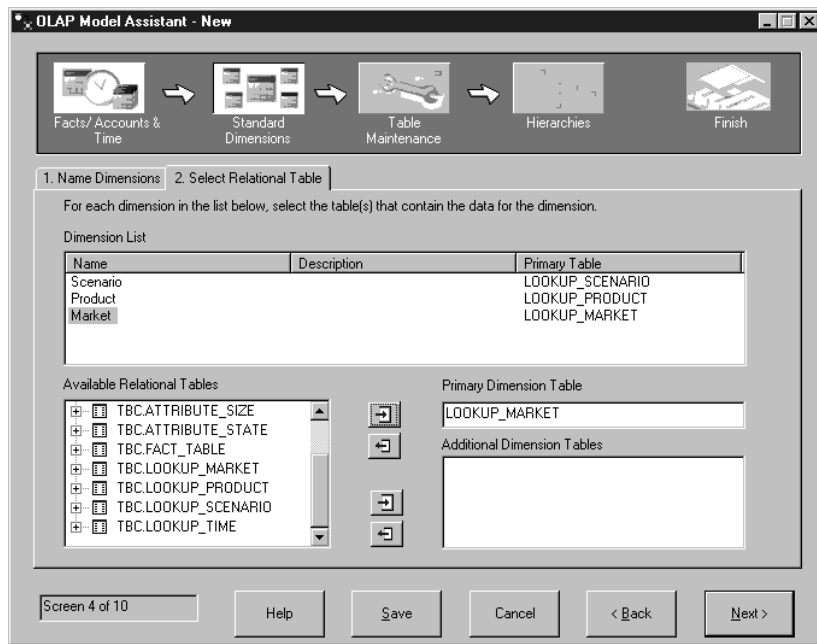 OLAP Model Assistant - New
Facts/ Accounts &
Time
Standard
Dimensions
Table
Maintenance
Hierarchies
Finish
1. Name Dimensions
2. Select Relational Table
For each dimension in the list below, select the table(s) that contain the data for the dimension.
Dimension List
Name Description Primary Table
Scenario LOOKUP_SCENARIO
Product LOOKUP_PRODUCT
Market LOOKUP_MARKET
Available Relational Tables
TBC.ATTRIBUTE_SIZE
TBC.ATTRIBUTE_STATE
TBC.FACT_TABLE
TBC.LOOKUP_MARKET
TBC.LOOKUP_PRODUCT
TBC.LOOKUP_SCENARIO
TBC.LOOKUP_TIME
Primary Dimension Table
LOOKUP_MARKET
Additional Dimension Tables
Screen 4 of 10
Help
Save
Cancel
< Back
Next >